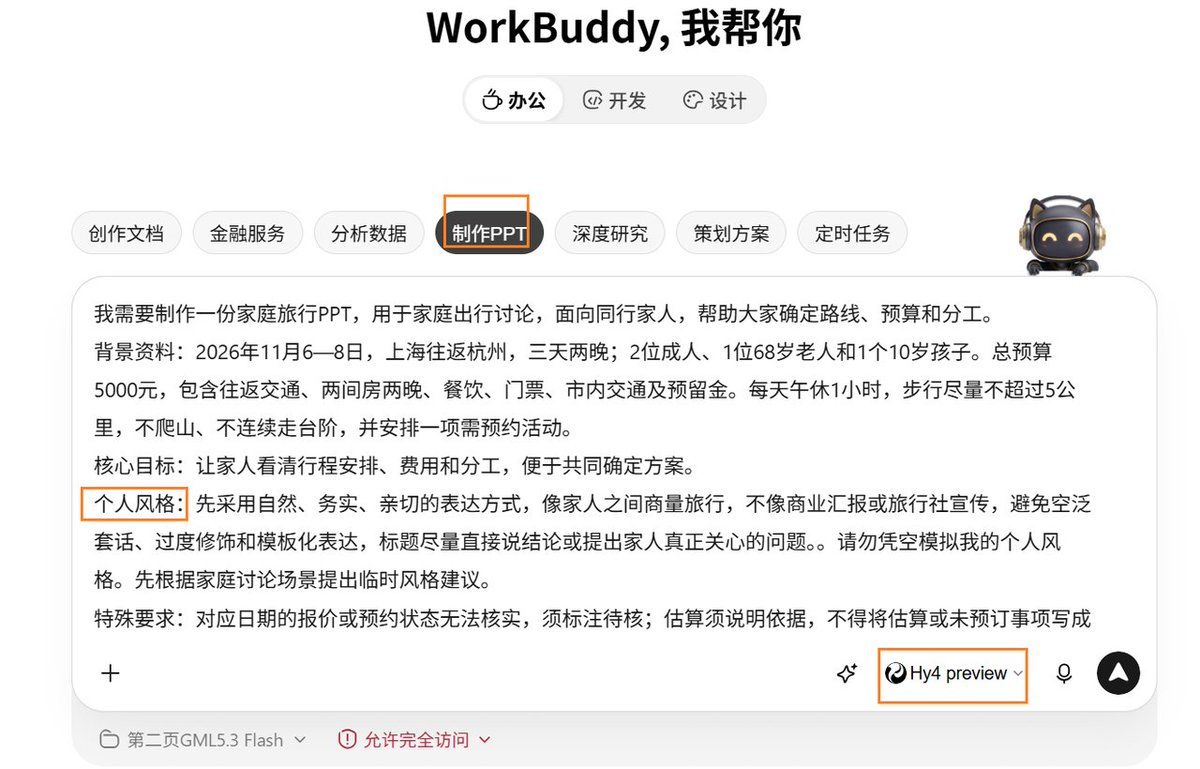 WorkBuddy, 我帮你
办公
开发
设计
创作文档
金融服务
分析数据
制作PPT
深度研究
策划方案
定时任务
我需要制作一份家庭旅行PPT，用于家庭出行讨论，面向同行家人，帮助大家确定路线、预算和分工。
背景资料：2026年11月6—8日，上海往返杭州，三天两晚；2位成人、1位68岁老人和1个10岁孩子。总预算
5000元，包含往返交通、两间房两晚、餐饮、门票、市内交通及预留金。每天午休1小时，步行尽量不超过5公
里，不爬山、不连续走台阶，并安排一项需预约活动。
核心目标：让家人看清行程安排、费用和分工，便于共同确定方案。
个人风格：先采用自然、务实、亲切的表达方式，像家人之间商量旅行，不像商业汇报或旅行社宣传，避免空泛
套话、过度修饰和模板化表达，标题尽量直接说结论或提出家人真正关心的问题。。请勿凭空模拟我的个人风
格。先根据家庭讨论场景提出临时风格建议。
特殊要求：对应日期的报价或预约状态无法核实，须标注待核；估算须说明依据，不得将估算或未预订事项写成
Hy4 preview
第二页GML5.3 Flash
允许完全访问